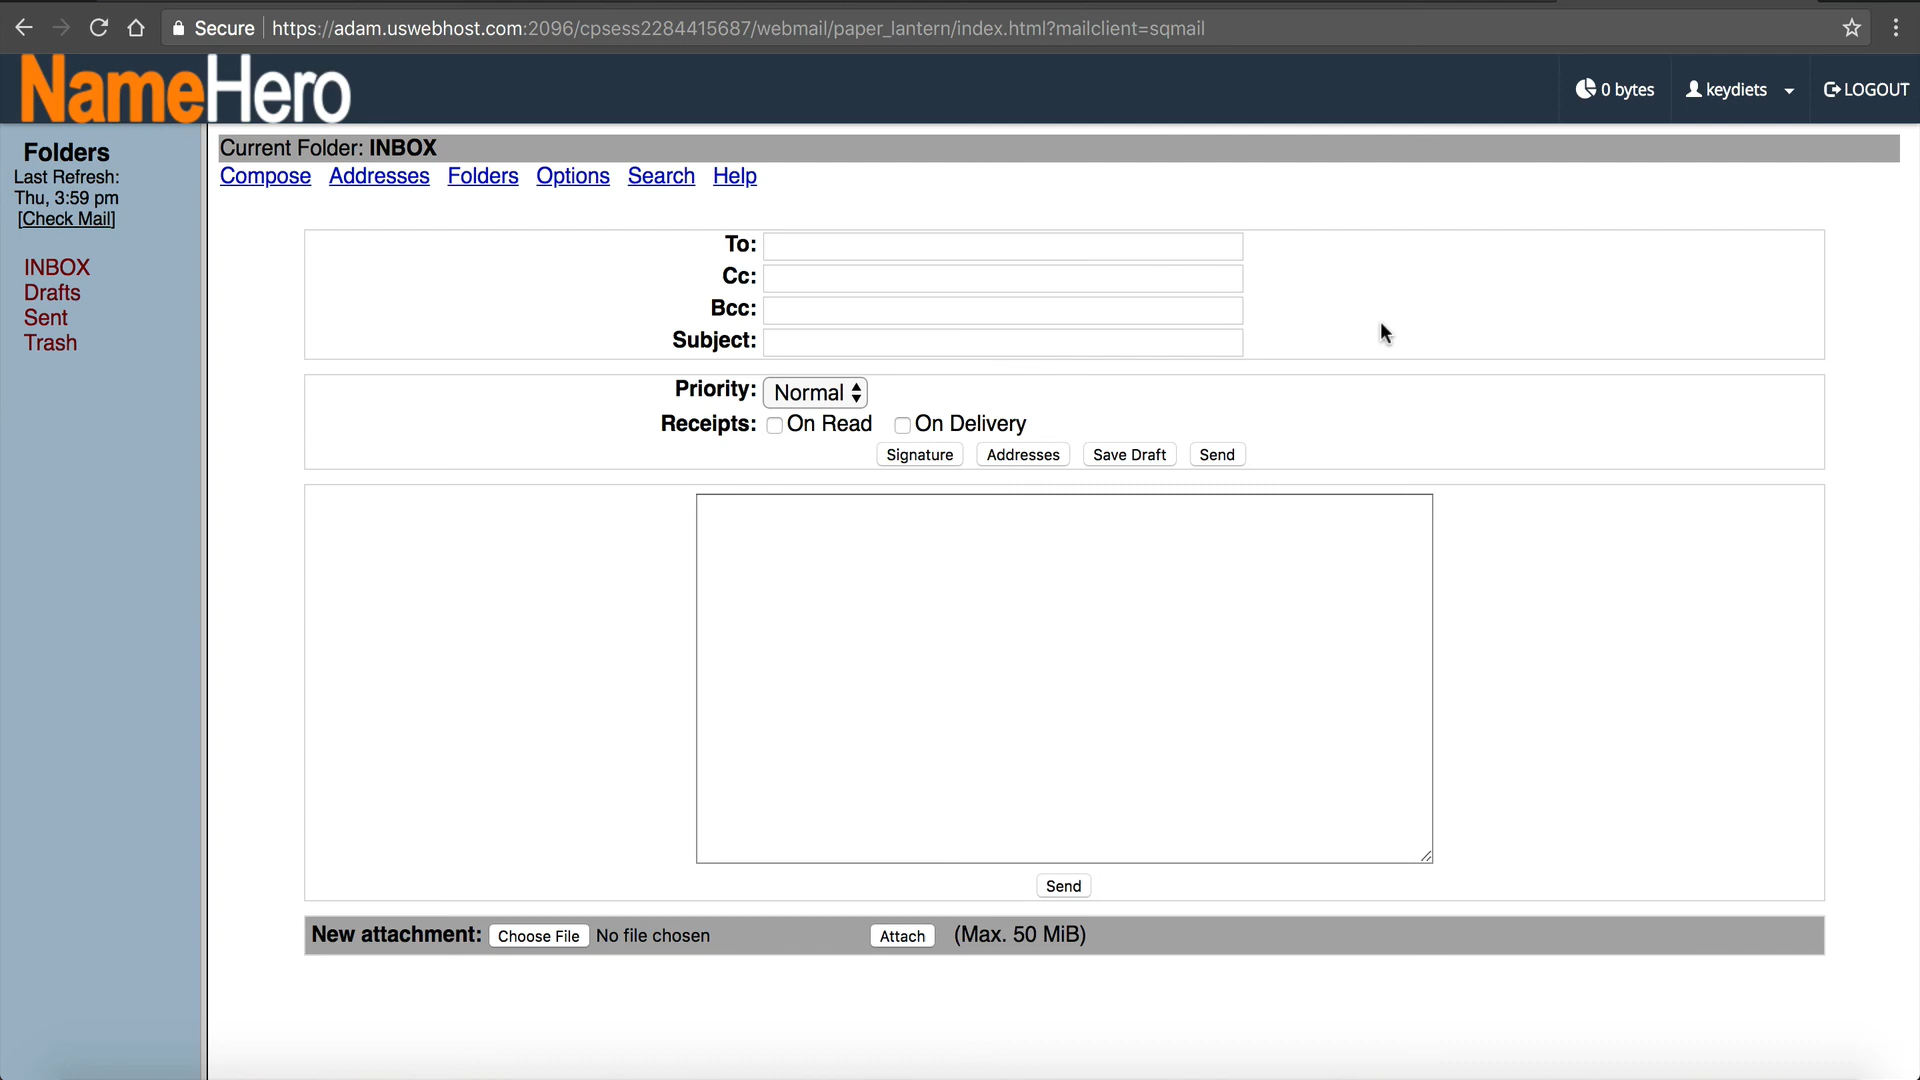 Secure https://adam.uswebhost.com:2096/cpsess2284415687/webmail/paper_lantern/index.html?mailclient=sqmail
NameHero 0 bytes keydiets LOGOUT
Folders
Last Refresh:
Thu, 3:59 pm
[Check Mail]
INBOX
Drafts
Sent
Trash
Current Folder: INBOX
Compose Addresses Folders Options Search Help
To:
Cc:
Bcc:
Subject:
Priority: Normal
Receipts: On Read On Delivery
Signature Addresses Save Draft Send
Send
New attachment: Choose File No file chosen Attach (Max. 50 MiB)